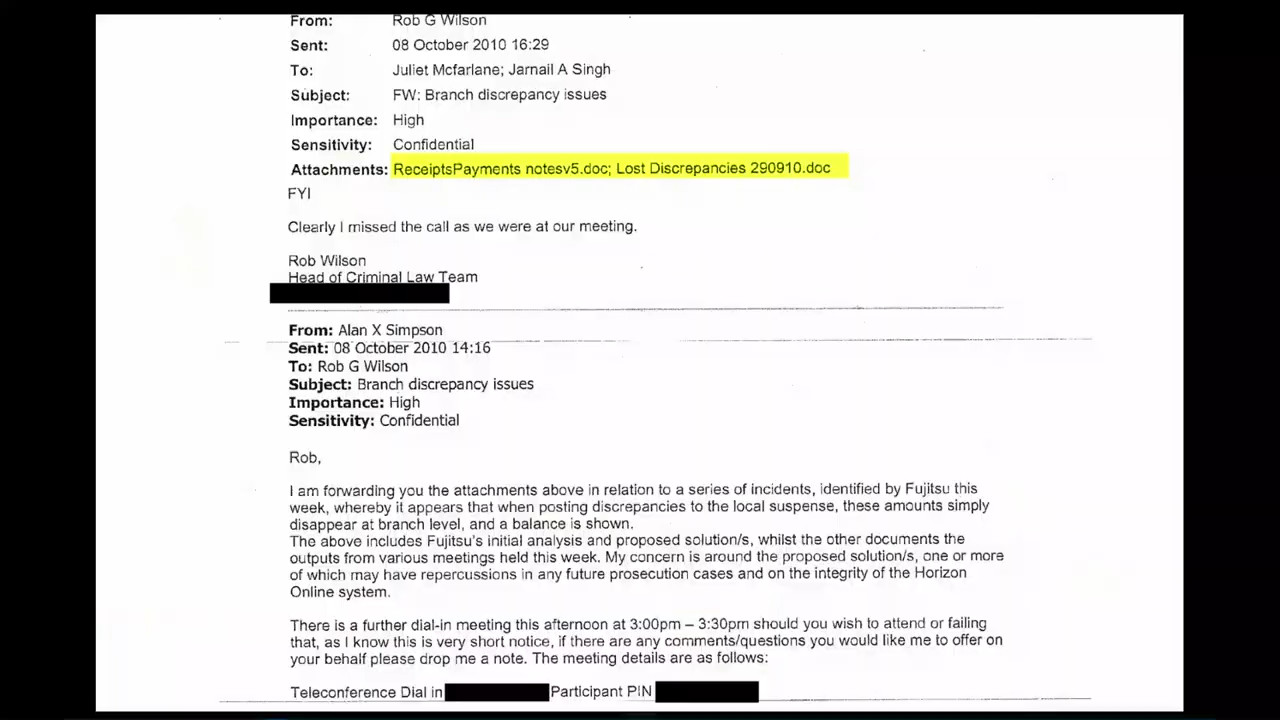 From: Rob G Wilson
Sent: 08 October 2010 16:29
To: Juliet Mcfarlane; Jarnail A Singh
Subject: FW: Branch discrepancy issues
Importance: High
Sensitivity: Confidential
Attachments: ReceiptsPayments notesv5.doc; Lost Discrepancies 290910.doc
FYI
Clearly I missed the call as we were at our meeting.
Rob Wilson
Head of Criminal Law Team
From: Alan X Simpson
Sent: 08 October 2010 14:16
To: Rob G Wilson
Subject: Branch discrepancy issues
Importance: High
Sensitivity: Confidential
Rob,
I am forwarding you the attachments above in relation to a series of incidents, identified by Fujitsu this
week, whereby it appears that when posting discrepancies to the local suspense, these amounts simply
disappear at branch level, and a balance is shown.
The above includes Fujitsu's initial analysis and proposed solution/s, whilst the other documents the
outputs from various meetings held this week. My concern is around the proposed solution/s, one or more
of which may have repercussions in any future prosecution cases and on the integrity of the Horizon
Online system.
There is a further dial-in meeting this afternoon at 3:00pm – 3:30pm should you wish to attend or failing
that, as I know this is very short notice, if there are any comments/questions you would like me to offer on
your behalf please drop me a note. The meeting details are as follows:
Teleconference Dial in Participant PIN